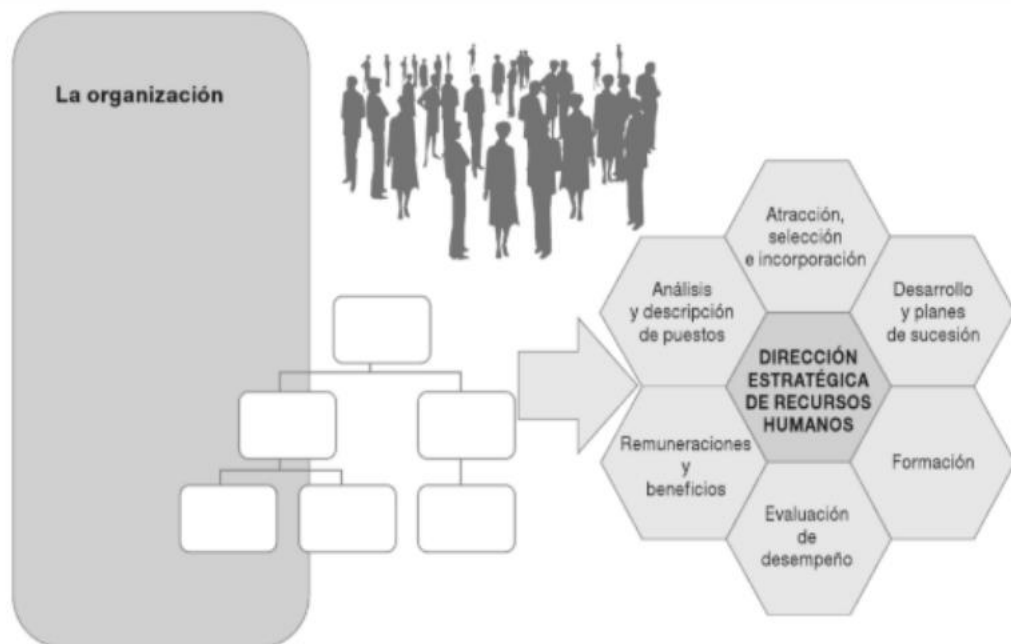 La organización
Atracción,
selección
e incorporación
Análisis
y descripción
de puestos
Desarrollo
y planes
de sucesión
DIRECCIÓN
ESTRATÉGICA
DE RECURSOS
HUMANOS
Remuneraciones
y
beneficios
Formación
Evaluación
de
desempeño